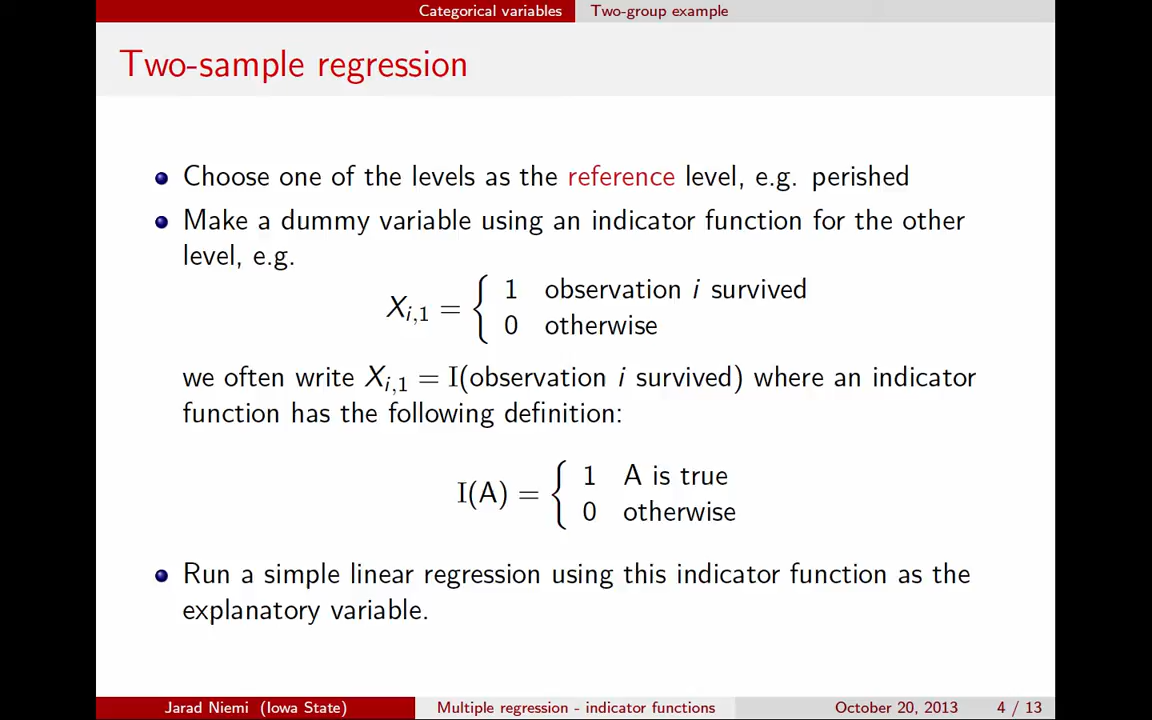 Categorical variables Two-group example
Two-sample regression
Choose one of the levels as the reference level, e.g. perished
Make a dummy variable using an indicator function for the other
level, e.g.
X_{i,1} = { 1 observation i survived
0 otherwise
we often write X_{i,1} = I(observation i survived) where an indicator
function has the following definition:
I(A) = { 1 A is true
0 otherwise
Run a simple linear regression using this indicator function as the
explanatory variable.
Jarad Niemi (Iowa State) Multiple regression - indicator functions October 20, 2013 4 / 13